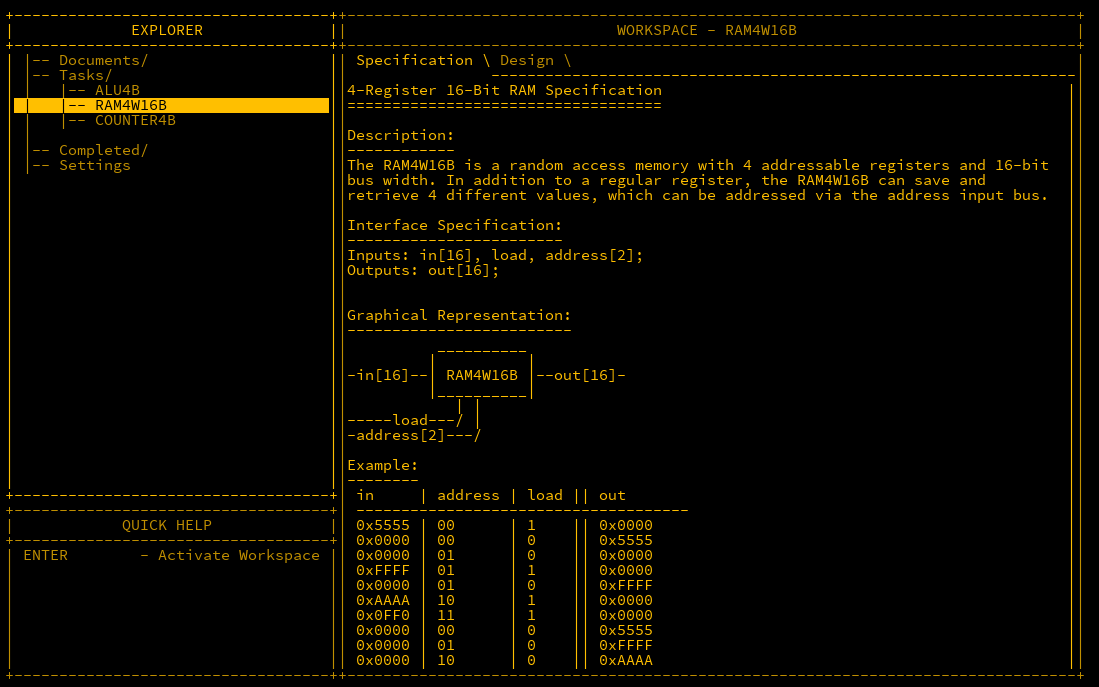 EXPLORER
|-- Documents/
|-- Tasks/
|   |-- ALU4B
|   |-- RAM4W16B
|   |-- COUNTER4B
|-- Completed/
|-- Settings
QUICK HELP
ENTER        - Activate Workspace
WORKSPACE - RAM4W16B
Specification \ Design \
4-Register 16-Bit RAM Specification
===================================
Description:
------------
The RAM4W16B is a random access memory with 4 addressable registers and 16-bit
bus width. In addition to a regular register, the RAM4W16B can save and
retrieve 4 different values, which can be addressed via the address input bus.
Interface Specification:
------------------------
Inputs: in[16], load, address[2];
Outputs: out[16];
Graphical Representation:
-------------------------
-in[16]--| RAM4W16B |--out[16]-
-----load---/ |
-address[2]---/
Example:
--------
in     | address | load || out
-------------------------------------
0x5555 | 00      | 1    || 0x0000
0x0000 | 00      | 0    || 0x5555
0x0000 | 01      | 0    || 0x0000
0xFFFF | 01      | 1    || 0x0000
0x0000 | 01      | 0    || 0xFFFF
0xAAAA | 10      | 1    || 0x0000
0x0FF0 | 11      | 1    || 0x0000
0x0000 | 00      | 0    || 0x5555
0x0000 | 01      | 0    || 0xFFFF
0x0000 | 10      | 0    || 0xAAAA